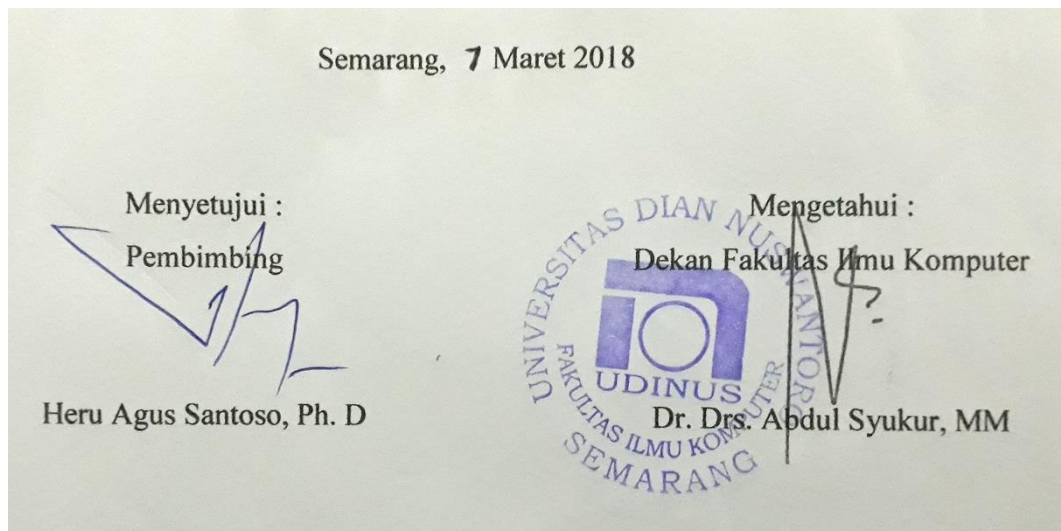 Semarang, 7 Maret 2018
Menyetujui :
Pembimbing
Heru Agus Santoso, Ph. D
Mengetahui :
Dekan Fakultas Ilmu Komputer
Dr. Drs. Abdul Syukur, MM
UNIVERSITAS DIAN NUSWANTORO
UDINUS
FAKULTAS ILMU KOMPUTER
SEMARANG